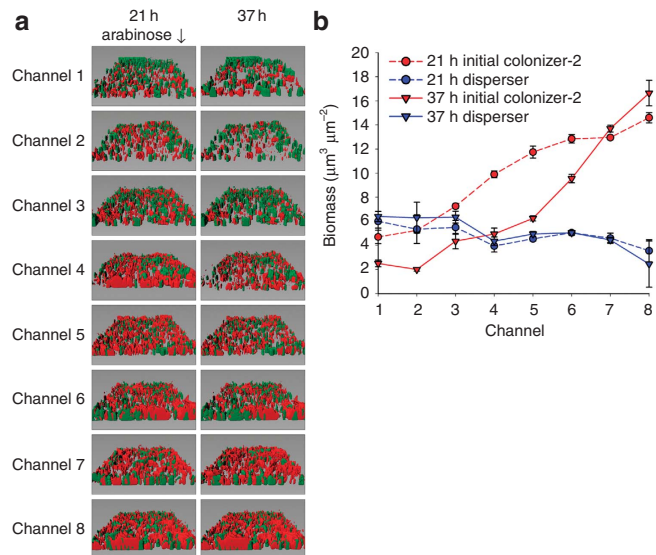 a
21 h
37 h
arabinose ↓
Channel 1
Channel 2
Channel 3
Channel 4
Channel 5
Channel 6
Channel 7
Channel 8
b
20
18
16
14
12
10
8
6
4
2
0
Biomass (μm³ μm⁻²)
21 h initial colonizer-2
21 h disperser
37 h initial colonizer-2
37 h disperser
1 2 3 4 5 6 7 8
Channel